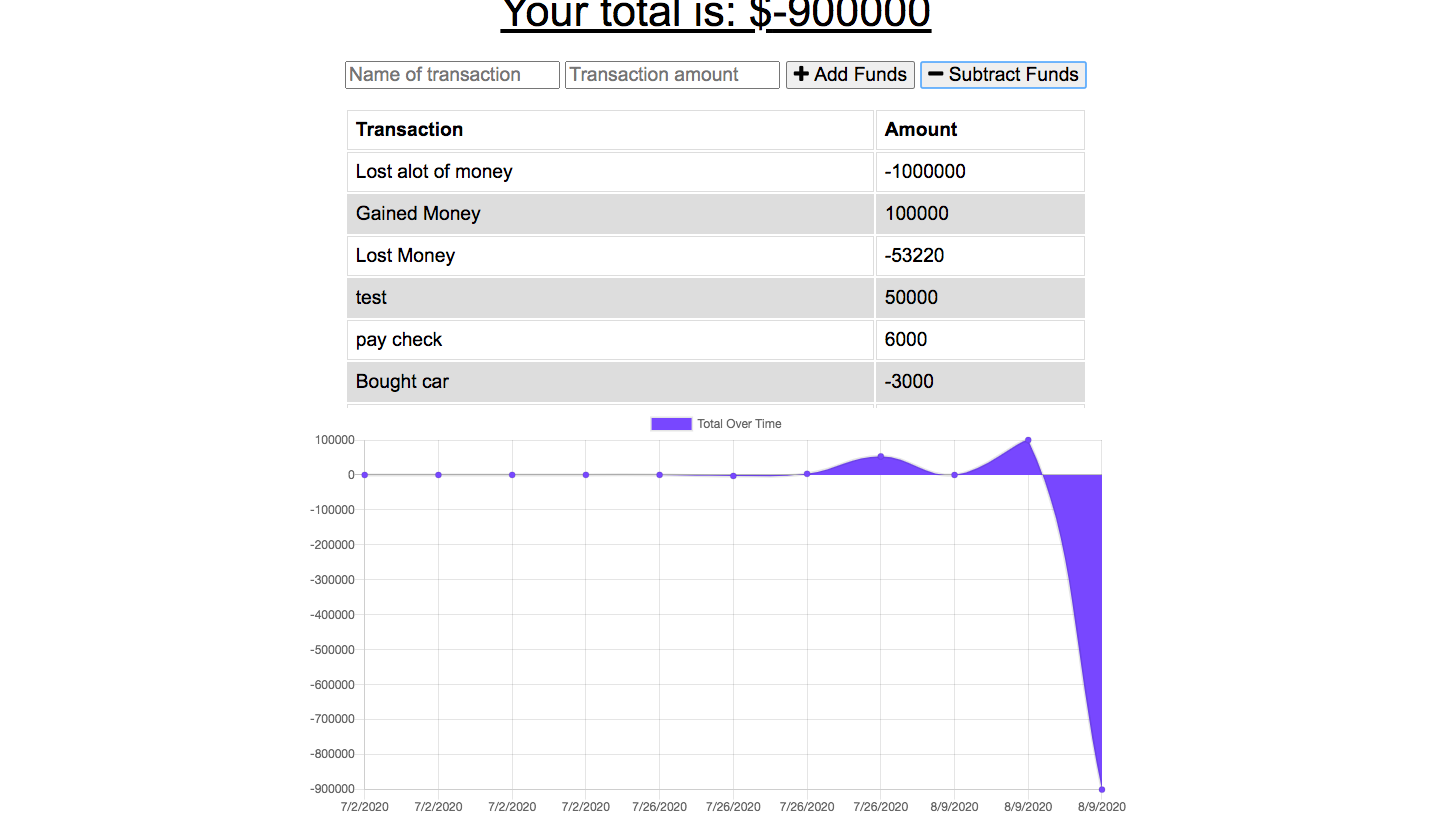 Your total is: $-900000
Name of transaction Transaction amount Add Funds Subtract Funds
Transaction Amount
Lost alot of money -1000000
Gained Money 100000
Lost Money -53220
test 50000
pay check 6000
Bought car -3000
Total Over Time
100000
0
-100000
-200000
-300000
-400000
-500000
-600000
-700000
-800000
-900000
7/2/2020 7/2/2020 7/2/2020 7/2/2020 7/26/2020 7/26/2020 7/26/2020 7/26/2020 8/9/2020 8/9/2020 8/9/2020